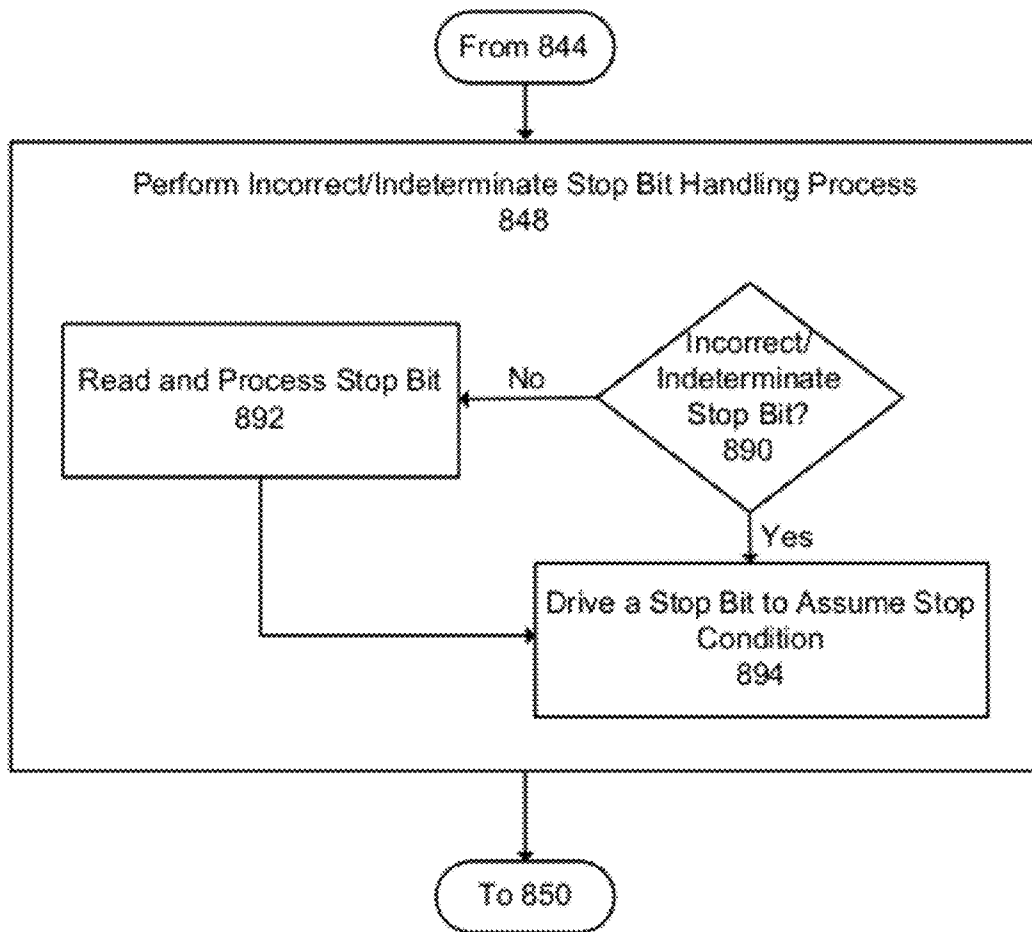 From 844
Perform Incorrect/Indeterminate Stop Bit Handling Process
848
Incorrect/
Indeterminate
Stop Bit?
890
No
Read and Process Stop Bit
892
Yes
Drive a Stop Bit to Assume Stop
Condition
894
To 850